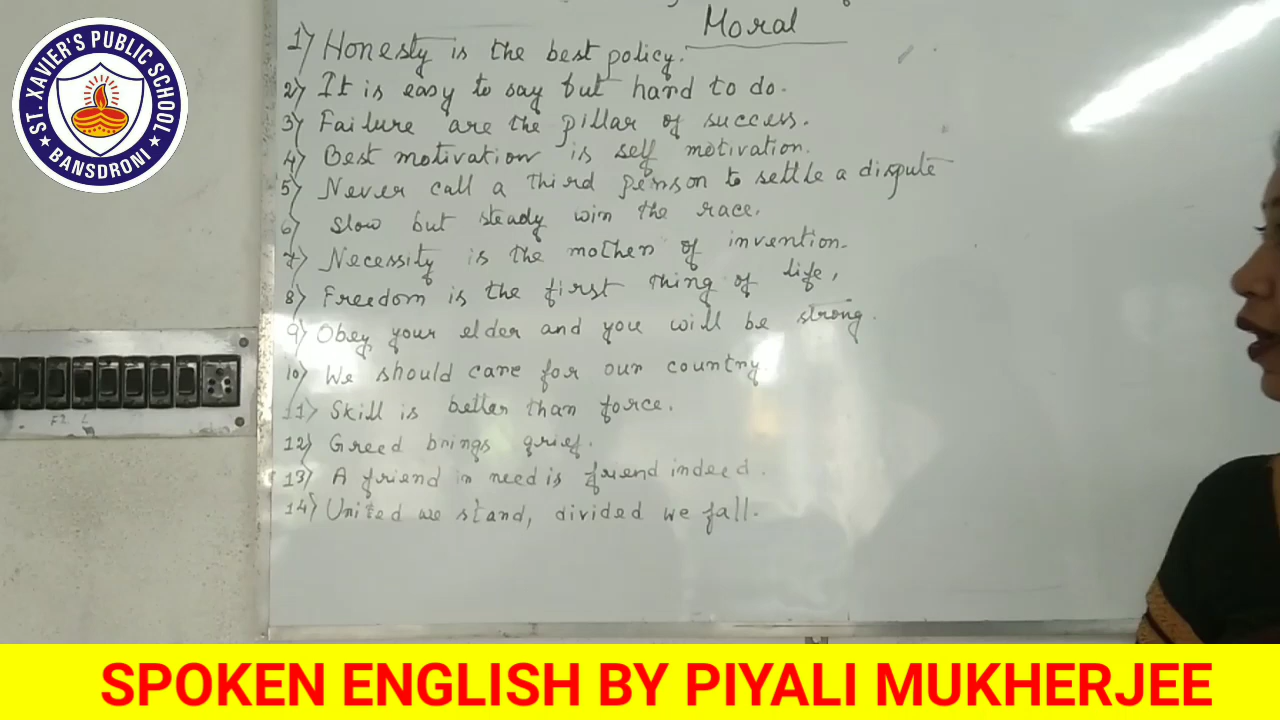 ST. XAVIER'S PUBLIC SCHOOL
★ BANSDRONI ★
Moral
1) Honesty is the best policy.
2) It is easy to say but hard to do.
3) Failure are the pillar of success.
4) Best motivation is self motivation.
5) Never call a third person to settle a dispute
6) Slow but steady win the race.
7) Necessity is the mother of invention.
8) Freedom is the first thing of life,
9) Obey your elder and you will be strong.
10) We should care for our country.
11) Skill is better than force.
12) Greed brings grief.
13) A friend in need is friend indeed.
14) United we stand, divided we fall.
SPOKEN ENGLISH BY PIYALI MUKHERJEE